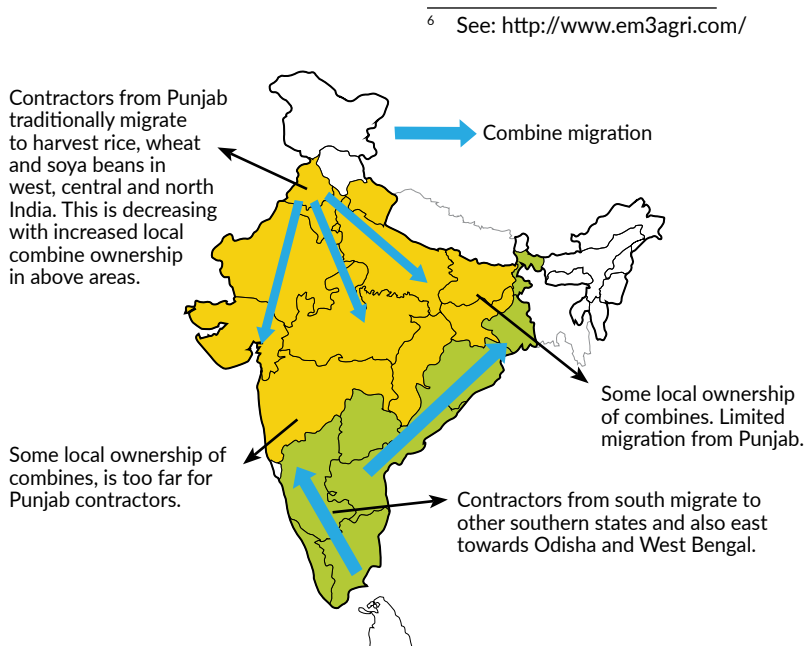 6 See: http://www.em3agri.com/
Contractors from Punjab
traditionally migrate
to harvest rice, wheat
and soya beans in
west, central and north
India. This is decreasing
with increased local
combine ownership
in above areas.
Combine migration
Some local ownership
of combines. Limited
migration from Punjab.
Some local ownership of
combines, is too far for
Punjab contractors.
Contractors from south migrate to
other southern states and also east
towards Odisha and West Bengal.